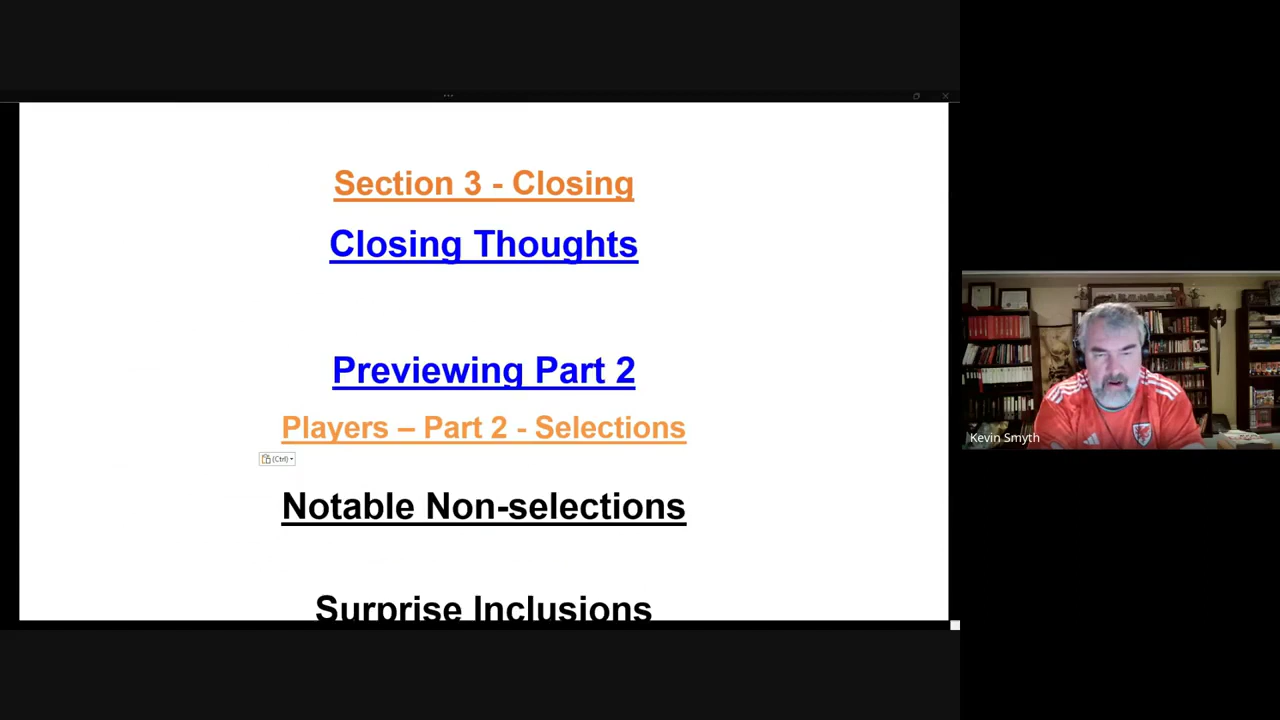 Section 3 - Closing
Closing Thoughts
Previewing Part 2
Players – Part 2 - Selections
(Ctrl)
Notable Non-selections
Surprise Inclusions
Kevin Smyth